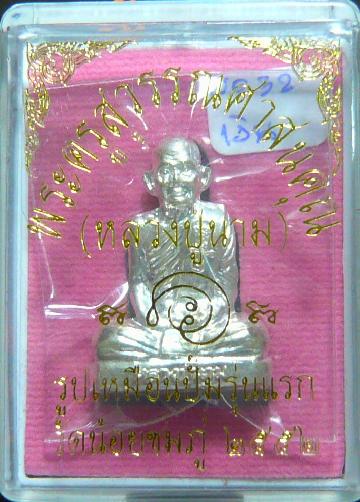 พระครูสุวรรณศาสนคุณ
(หลวงปู่นาม)
รูปเหมือนปั๊มรุ่นแรก
วัดน้อยชมภู่ ๒๕๕๒